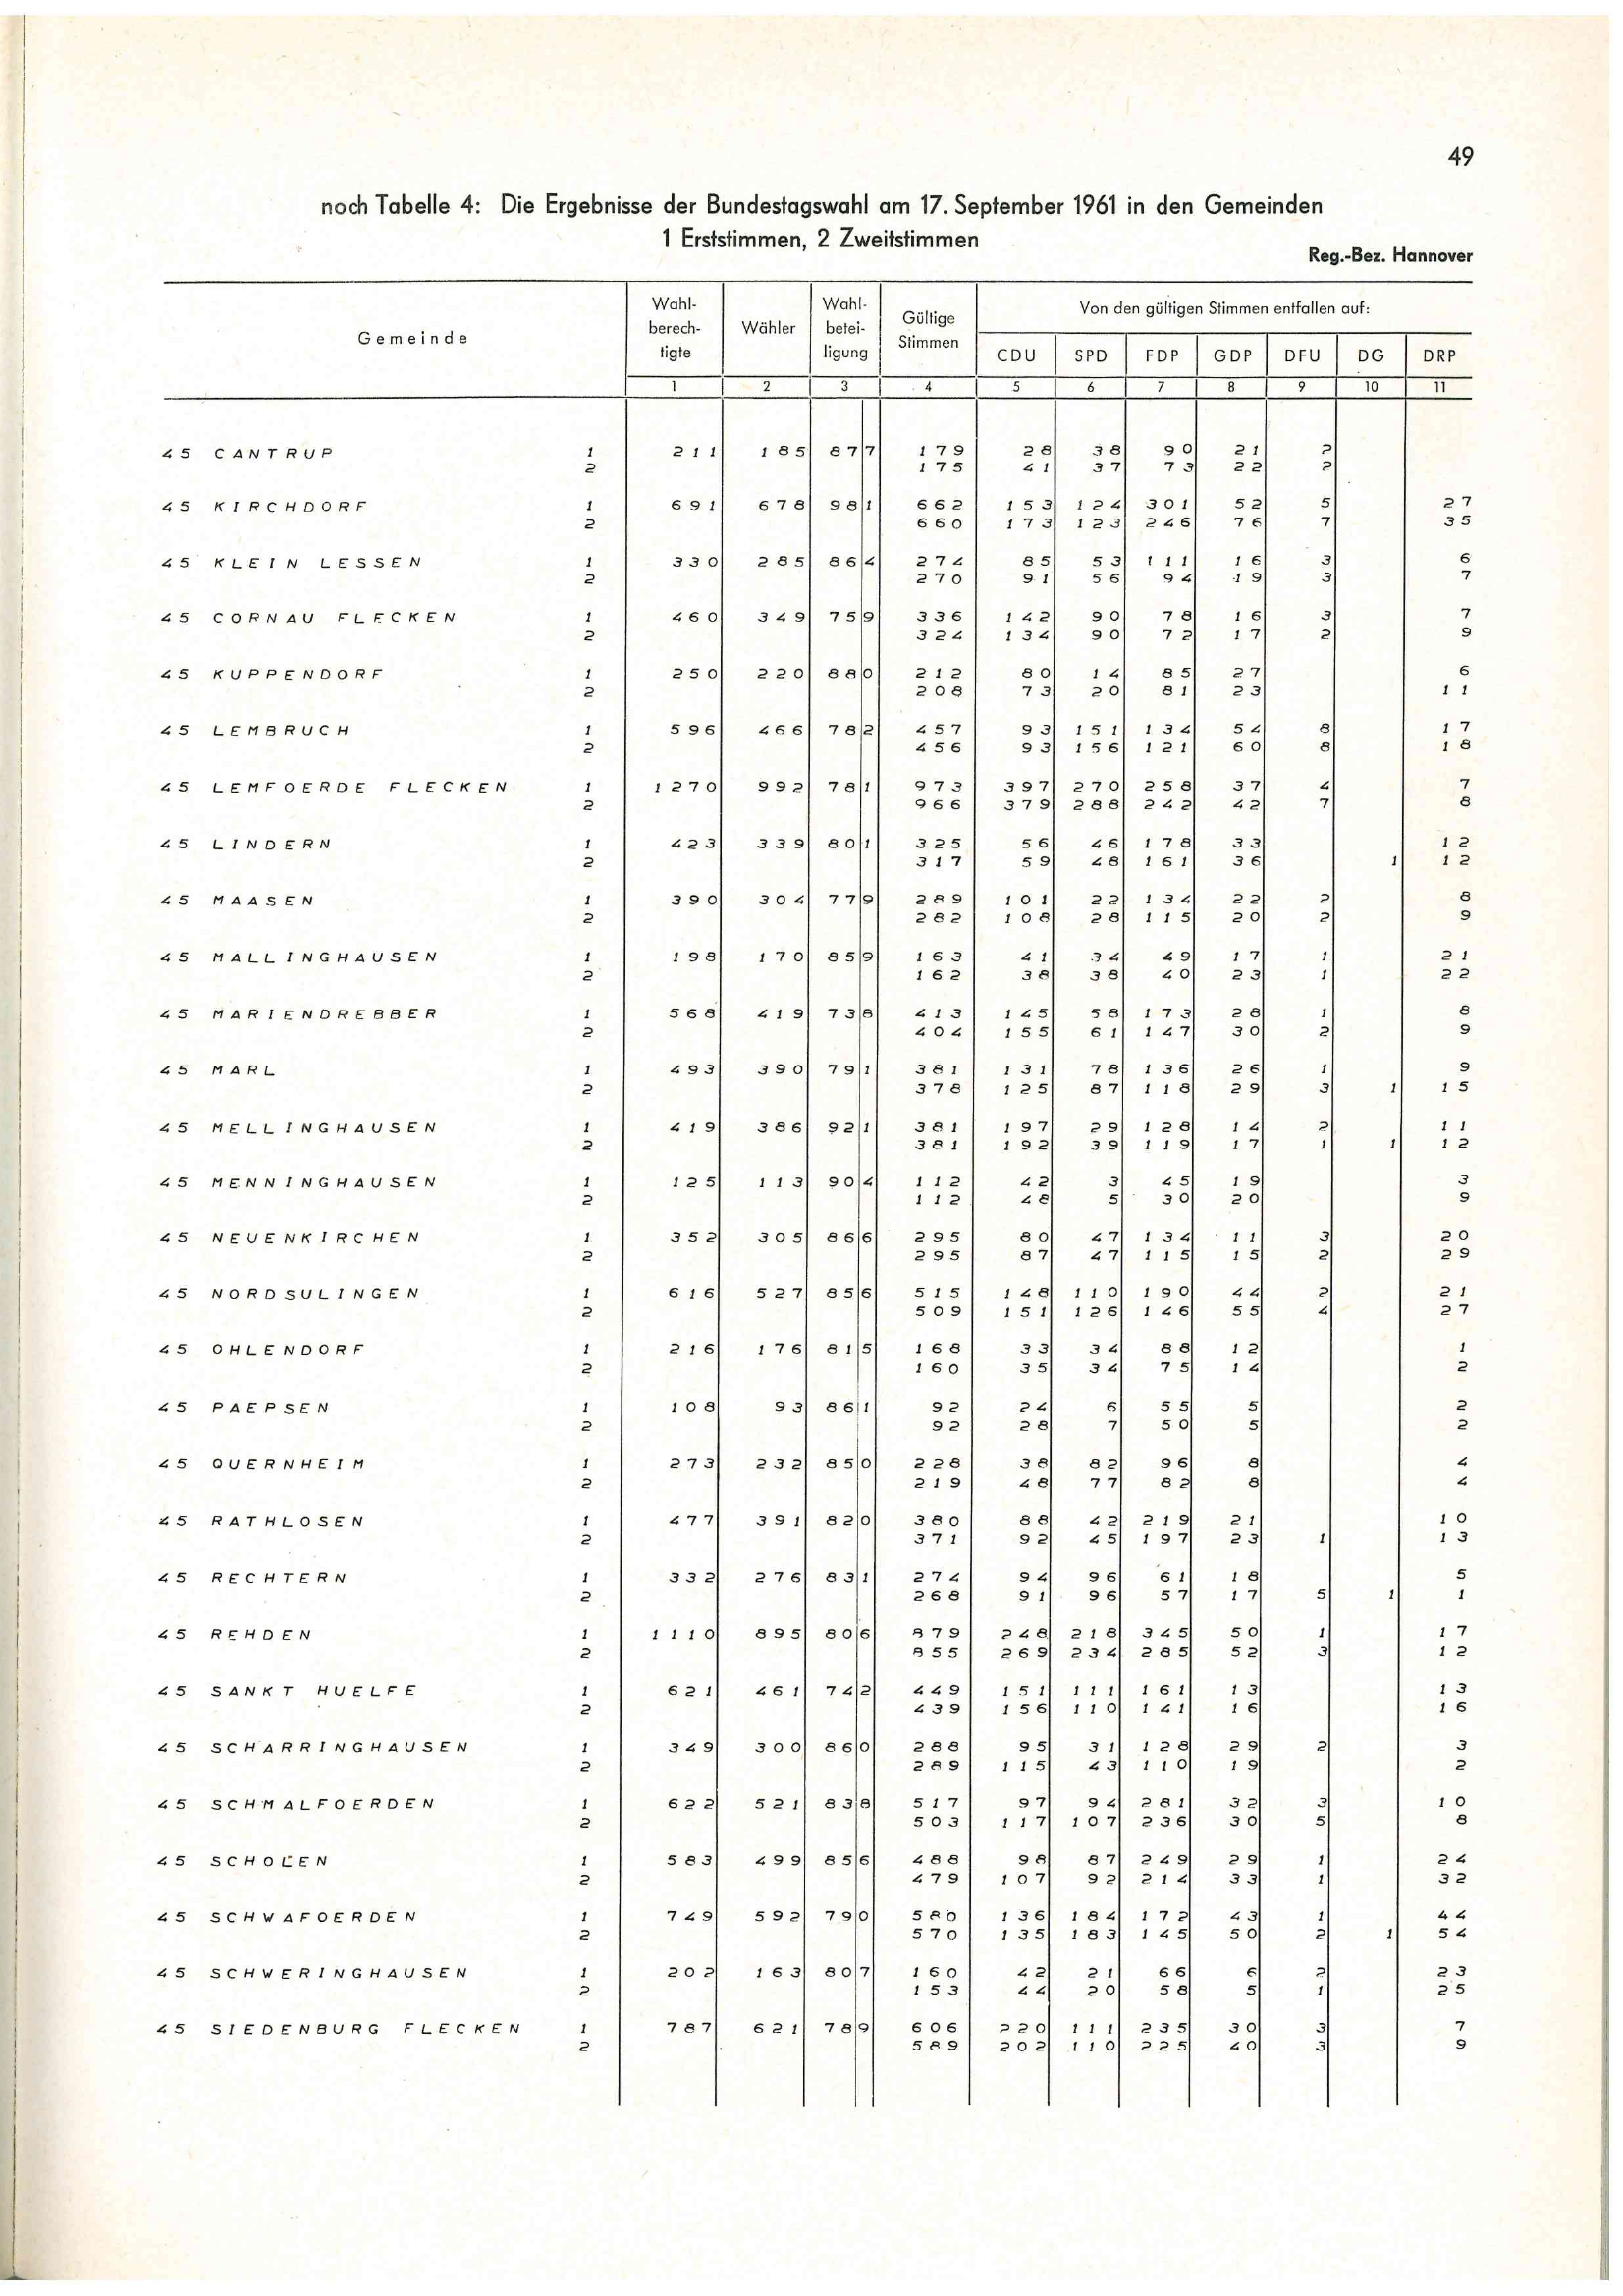 49
noch Tabelle 4: Die Ergebnisse der Bundestagswahl am 17. September 1961 in den Gemeinden
1 Erststimmen, 2 Zweitstimmen
Reg.-Bez. Hannover
Gemeinde Wahl-berech-tigte Wähler Wahl-betei-ligung Gültige Stimmen Von den gültigen Stimmen entfallen auf:
CDU SPD FDP GDP DFU DG DRP
1 2 3 4 5 6 7 8 9 10 11
45 CANTRUP 1 211 185 87 7 179 28 38 90 21 2
2 175 41 37 73 22 2
45 KIRCHDORF 1 691 678 98 1 662 153 124 301 52 5 27
2 660 173 123 246 76 7 35
45 KLEIN LESSEN 1 330 285 86 4 274 85 53 111 16 3 6
2 270 91 56 94 19 3 7
45 CORNAU FLECKEN 1 460 349 75 9 336 142 90 78 16 3 7
2 324 134 90 72 17 2 9
45 KUPPENDORF 1 250 220 88 0 212 80 14 85 27 6
2 208 73 20 81 23 11
45 LEMBRUCH 1 596 466 78 2 457 93 151 134 54 8 17
2 456 93 156 121 60 8 18
45 LEMFOERDE FLECKEN 1 1270 992 78 1 973 397 270 258 37 4 7
2 966 379 288 242 42 7 8
45 LINDERN 1 423 339 80 1 325 56 46 178 33 12
2 317 59 48 161 36 1 12
45 MAASEN 1 390 304 77 9 289 101 22 134 22 2 8
2 282 108 28 115 20 2 9
45 MALLINGHAUSEN 1 198 170 85 9 163 41 34 49 17 1 21
2 162 38 38 40 23 1 22
45 MARIENDREBBER 1 568 419 73 8 413 145 58 173 28 1 8
2 404 155 61 147 30 2 9
45 MARL 1 493 390 79 1 381 131 78 136 26 1 9
2 378 125 87 118 29 3 1 15
45 MELLINGHAUSEN 1 419 386 92 1 381 197 29 128 14 2 11
2 381 192 39 119 17 1 1 12
45 MENNINGHAUSEN 1 125 113 90 4 112 42 3 45 19 3
2 112 48 5 30 20 9
45 NEUENKIRCHEN 1 352 305 86 6 295 80 47 134 11 3 20
2 295 87 47 115 15 2 29
45 NORDSULINGEN 1 616 527 85 6 515 148 110 190 44 2 21
2 509 151 126 146 55 4 27
45 OHLENDORF 1 216 176 81 5 168 33 34 88 12 1
2 160 35 34 75 14 2
45 PAEPSEN 1 108 93 86 1 92 24 6 55 5 2
2 92 28 7 50 5 2
45 QUERNHEIM 1 273 232 85 0 228 38 82 96 8 4
2 219 48 77 82 8 4
45 RATHLOSEN 1 477 391 82 0 380 88 42 219 21 10
2 371 92 45 197 23 1 13
45 RECHTERN 1 332 276 83 1 274 94 96 61 18 5
2 268 91 96 57 17 5 1 1
45 REHDEN 1 1110 895 80 6 879 248 218 345 50 1 17
2 855 269 234 285 52 3 12
45 SANKT HUELFE 1 621 461 74 2 449 151 111 161 13 13
2 439 156 110 141 16 16
45 SCHARRINGHAUSEN 1 349 300 86 0 288 95 31 128 29 2 3
2 289 115 43 110 19 2
45 SCHMALFOERDEN 1 622 521 83 8 517 97 94 281 32 3 10
2 503 117 107 236 30 5 8
45 SCHOLEN 1 583 499 85 6 488 98 87 249 29 1 24
2 479 107 92 214 33 1 32
45 SCHWAFOERDEN 1 749 592 79 0 580 136 184 172 43 1 44
2 570 135 183 145 50 2 1 54
45 SCHWERINGHAUSEN 1 202 163 80 7 160 42 21 66 6 2 23
2 153 44 20 58 5 1 25
45 SIEDENBURG FLECKEN 1 787 621 78 9 606 220 111 235 30 3 7
2 589 202 110 225 40 3 9